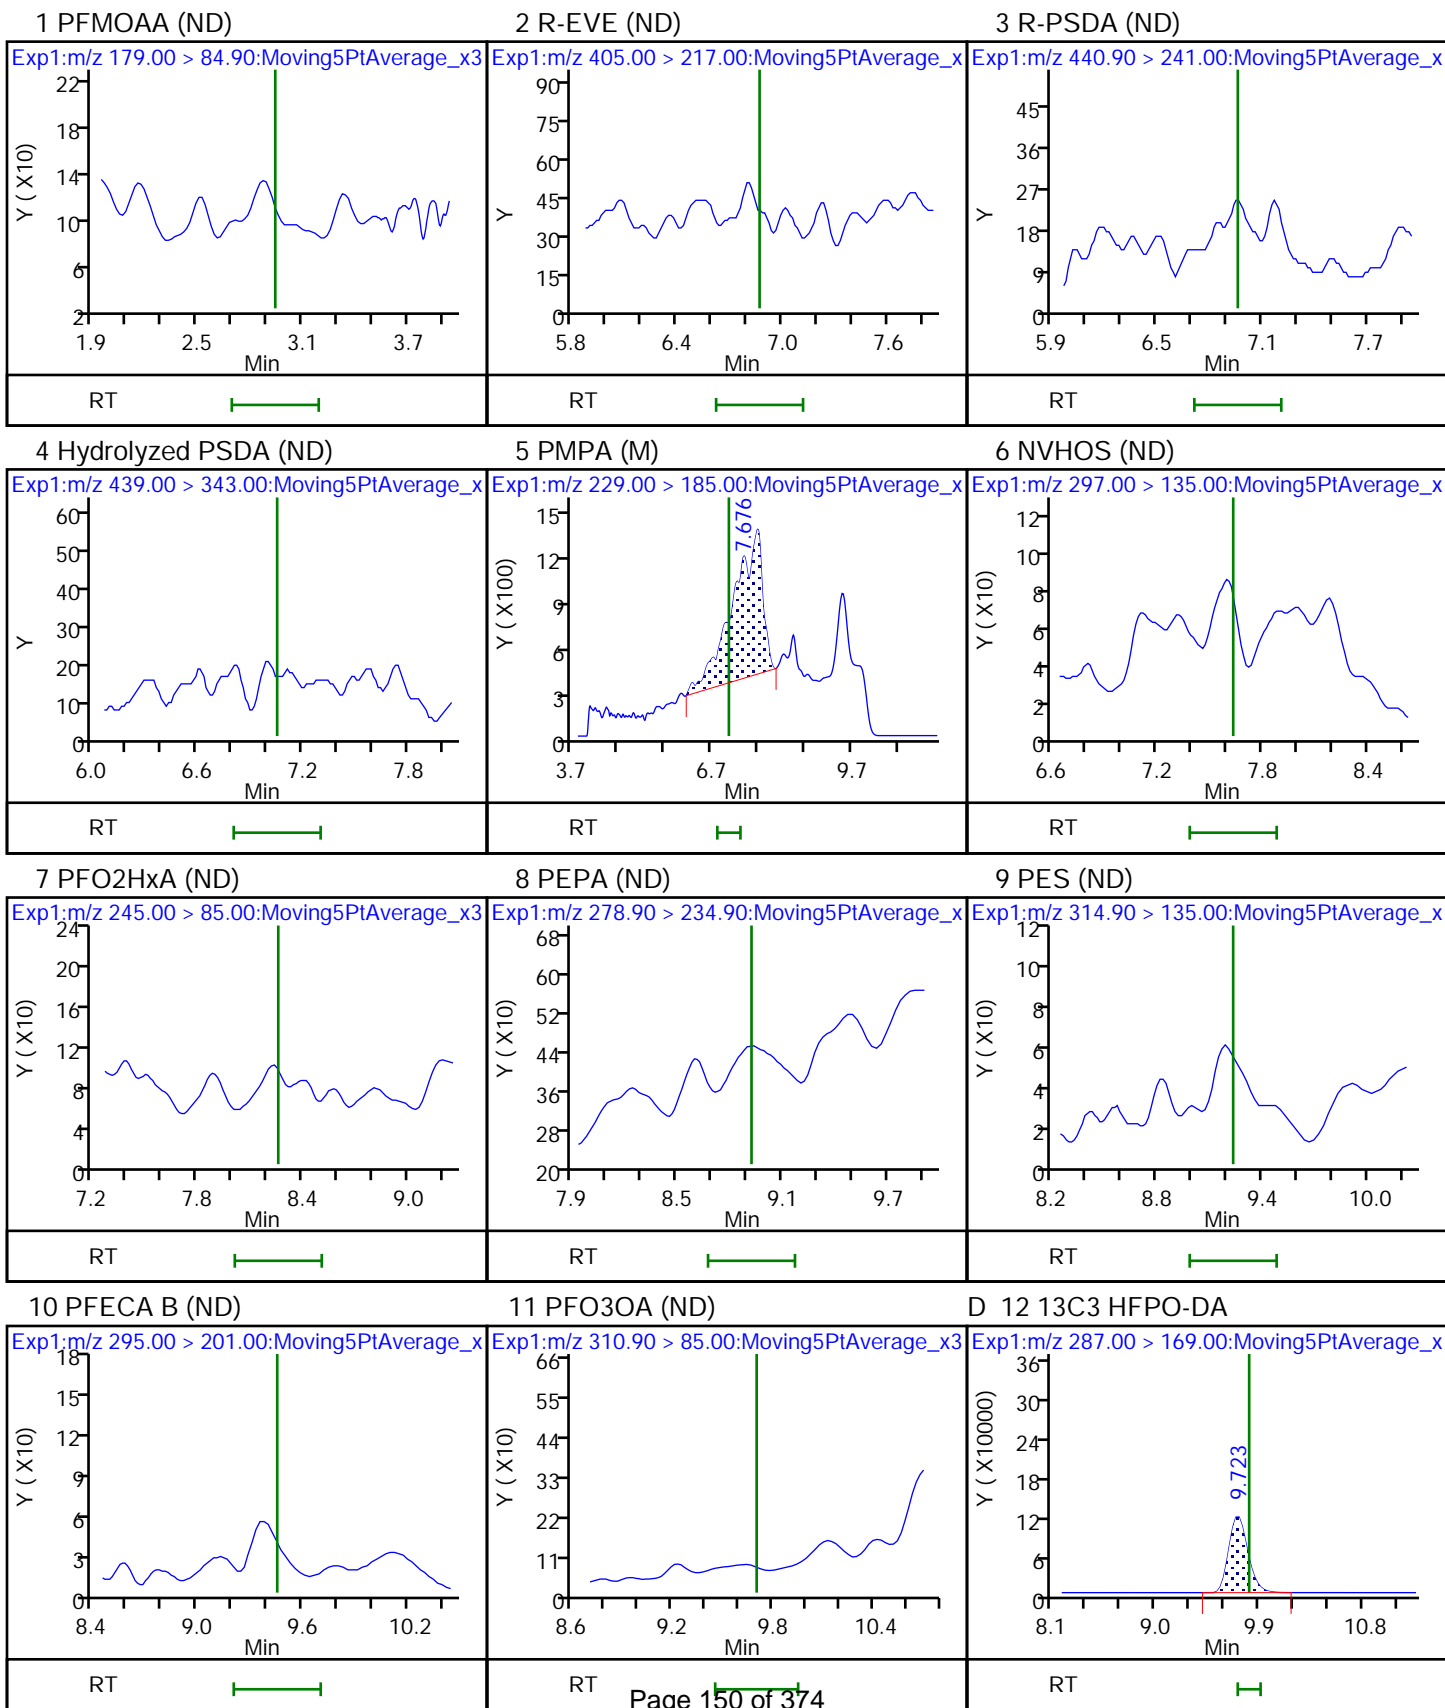 1 PFMOAA (ND)
Exp1:m/z 179.00 > 84.90:Moving5PtAverage_x3
22
18
14
10
6
2
Y ( X10)
1.9 2.5 3.1 3.7
Min
RT
2 R-EVE (ND)
Exp1:m/z 405.00 > 217.00:Moving5PtAverage_x
90
75
60
45
30
15
0
Y
5.8 6.4 7.0 7.6
Min
RT
3 R-PSDA (ND)
Exp1:m/z 440.90 > 241.00:Moving5PtAverage_x
45
36
27
18
9
0
Y
5.9 6.5 7.1 7.7
Min
RT
4 Hydrolyzed PSDA (ND)
Exp1:m/z 439.00 > 343.00:Moving5PtAverage_x
60
50
40
30
20
10
0
Y
6.0 6.6 7.2 7.8
Min
RT
5 PMPA (M)
Exp1:m/z 229.00 > 185.00:Moving5PtAverage_x
15
12
9
6
3
0
Y ( X100)
7.676
3.7 6.7 9.7
Min
RT
6 NVHOS (ND)
Exp1:m/z 297.00 > 135.00:Moving5PtAverage_x
12
10
8
6
4
2
0
Y ( X10)
6.6 7.2 7.8 8.4
Min
RT
7 PFO2HxA (ND)
Exp1:m/z 245.00 > 85.00:Moving5PtAverage_x3
24
20
16
12
8
4
0
Y ( X10)
7.2 7.8 8.4 9.0
Min
RT
8 PEPA (ND)
Exp1:m/z 278.90 > 234.90:Moving5PtAverage_x
68
60
52
44
36
28
20
Y ( X10)
7.9 8.5 9.1 9.7
Min
RT
9 PES (ND)
Exp1:m/z 314.90 > 135.00:Moving5PtAverage_x
12
10
8
6
4
2
0
Y ( X10)
8.2 8.8 9.4 10.0
Min
RT
10 PFECA B (ND)
Exp1:m/z 295.00 > 201.00:Moving5PtAverage_x
18
15
12
9
6
3
0
Y ( X10)
8.4 9.0 9.6 10.2
Min
RT
11 PFO3OA (ND)
Exp1:m/z 310.90 > 85.00:Moving5PtAverage_x3
66
55
44
33
22
11
0
Y ( X10)
8.6 9.2 9.8 10.4
Min
RT
D 12 13C3 HFPO-DA
Exp1:m/z 287.00 > 169.00:Moving5PtAverage_x
36
30
24
18
12
6
0
Y ( X10000)
9.723
8.1 9.0 9.9 10.8
Min
RT
Page 150 of 374